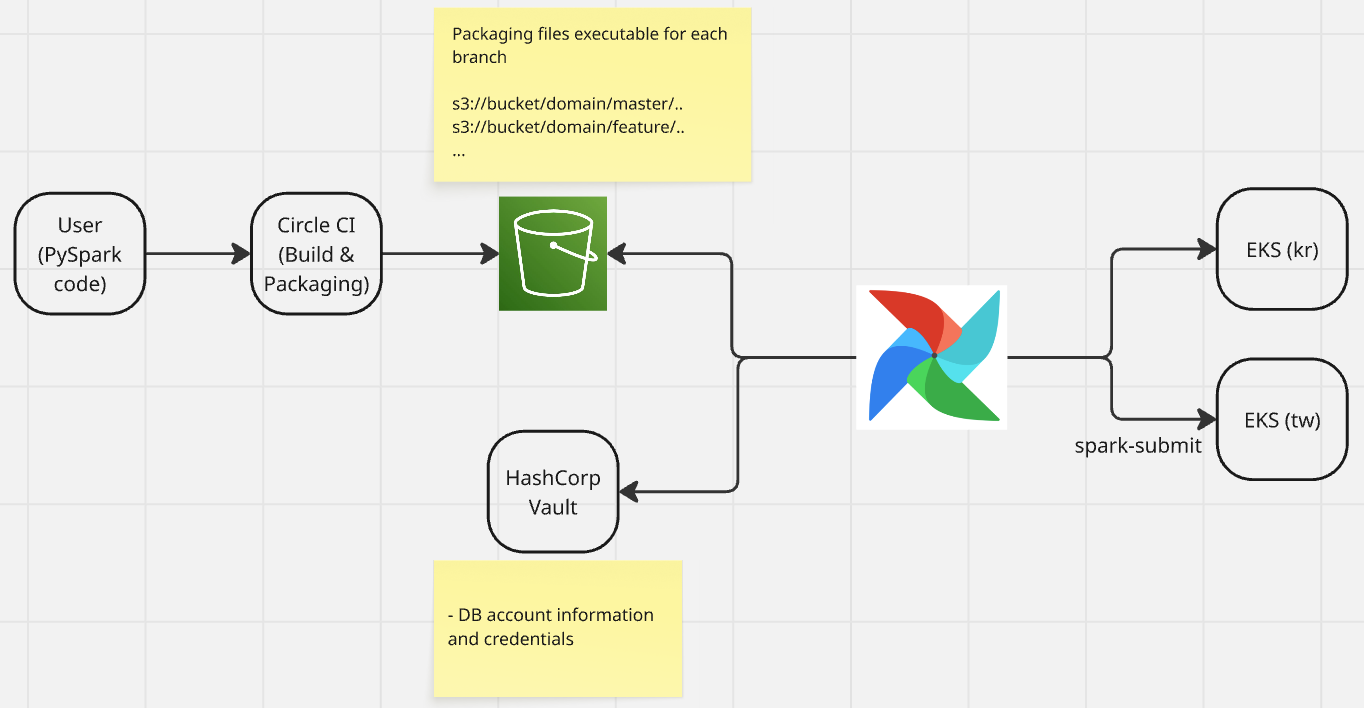 Packaging files executable for each
branch
s3://bucket/domain/master/..
s3://bucket/domain/feature/..
...
User
(PySpark
code)
Circle CI
(Build &
Packaging)
EKS (kr)
EKS (tw)
spark-submit
HashCorp
Vault
- DB account information
and credentials